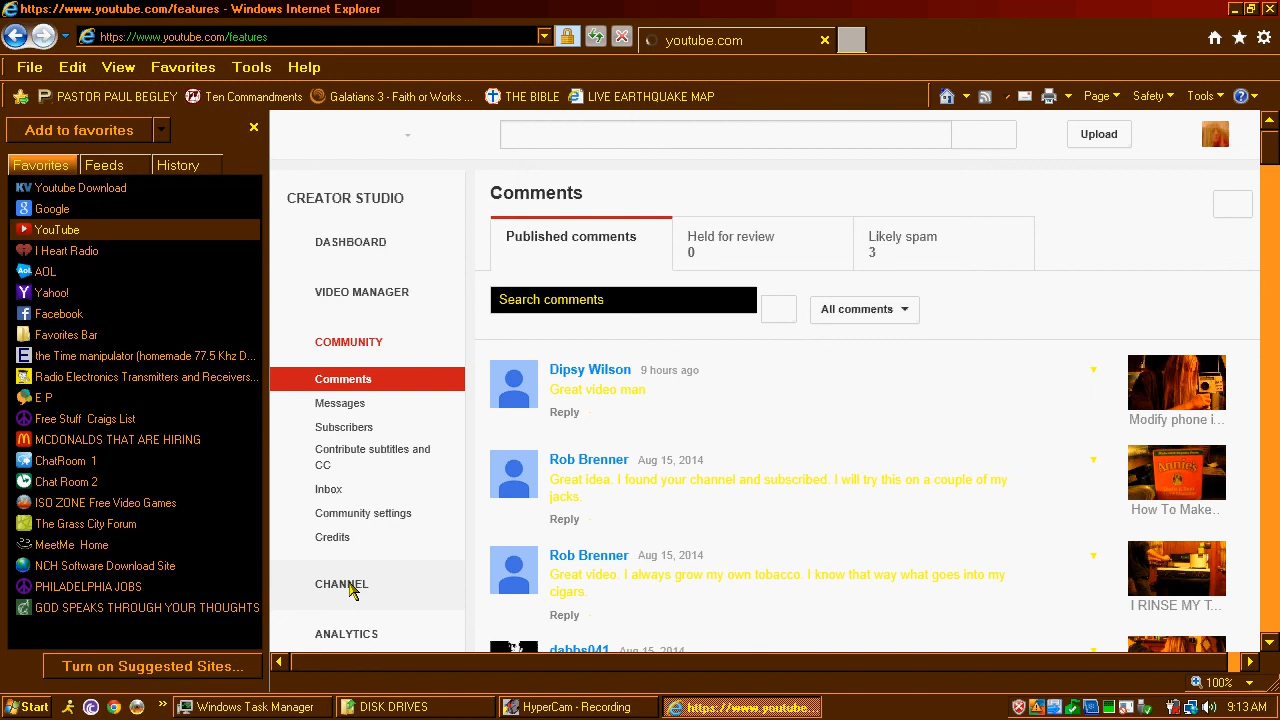 https://www.youtube.com/features - Windows Internet Explorer
https://www.youtube.com/features
youtube.com
File Edit View Favorites Tools Help
PASTOR PAUL BEGLEY Ten Commandments Galatians 3 - Faith or Works ... THE BIBLE LIVE EARTHQUAKE MAP
Page Safety Tools
Add to favorites
Favorites Feeds History
Youtube Download
Google
YouTube
I Heart Radio
AOL
Yahoo!
Facebook
Favorites Bar
the Time manipulator (homemade 77.5 Khz D...
Radio Electronics Transmitters and Receivers...
E P
Free Stuff Craigs List
MCDONALDS THAT ARE HIRING
ChatRoom 1
Chat Room 2
ISO ZONE Free Video Games
The Grass City Forum
MeetMe Home
NCH Software Download Site
PHILADELPHIA JOBS
GOD SPEAKS THROUGH YOUR THOUGHTS
Turn on Suggested Sites...
Upload
CREATOR STUDIO
DASHBOARD
VIDEO MANAGER
COMMUNITY
Comments
Messages
Subscribers
Contribute subtitles and
CC
Inbox
Community settings
Credits
CHANNEL
ANALYTICS
Comments
Published comments
Held for review
0
Likely spam
3
Search comments
All comments
Dipsy Wilson 9 hours ago
Great video man
Reply
Modify phone i...
Rob Brenner Aug 15, 2014
Great idea. I found your channel and subscribed. I will try this on a couple of my
jacks.
Reply
Annie's
How To Make...
Rob Brenner Aug 15, 2014
Great video. I always grow my own tobacco. I know that way what goes into my
cigars.
Reply
I RINSE MY T...
dabbs041 Aug 15, 2014
100%
Start Windows Task Manager DISK DRIVES HyperCam - Recording https://www.youtube. 9:13 AM